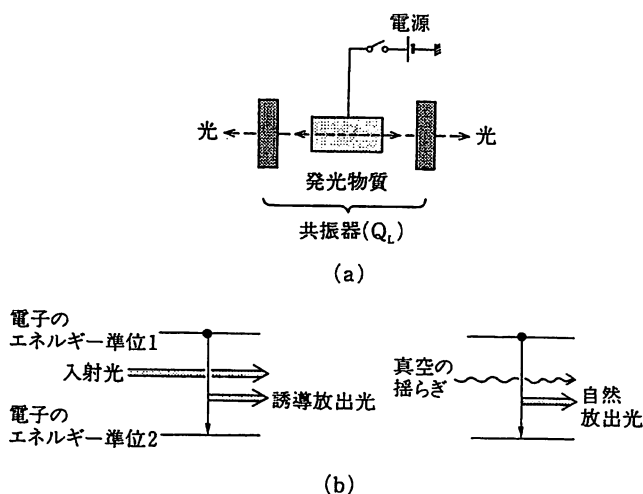 電源
光
光
発光物質
共振器(QL)
(a)
電子の
エネルギー準位1
入射光
誘導放出光
電子の
エネルギー準位2
真空の
揺らぎ
自然
放出光
(b)